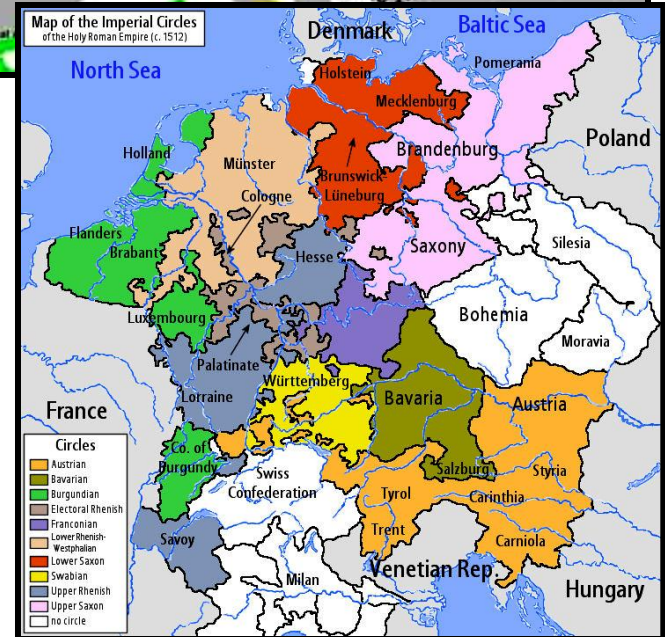 Map of the Imperial Circles
of the Holy Roman Empire (c. 1512)
Denmark
Baltic Sea
North Sea
Holstein
Pomerania
Mecklenburg
Poland
Holland
Münster
Brandenburg
Cologne
Brunswick-
Lüneburg
Flanders
Brabant
Hesse
Saxony
Silesia
Luxembourg
Bohemia
Moravia
Palatinate
Württemberg
Lorraine
Bavaria
Austria
France
Co. of
Burgundy
Swiss
Confederation
Salzburg
Styria
Tyrol
Carinthia
Trent
Carniola
Savoy
Milan
Venetian Rep.
Hungary
Circles
Austrian
Bavarian
Burgundian
Electoral Rhenish
Franconian
Lower Rhenish-
Westphalian
Lower Saxon
Swabian
Upper Rhenish
Upper Saxon
no circle